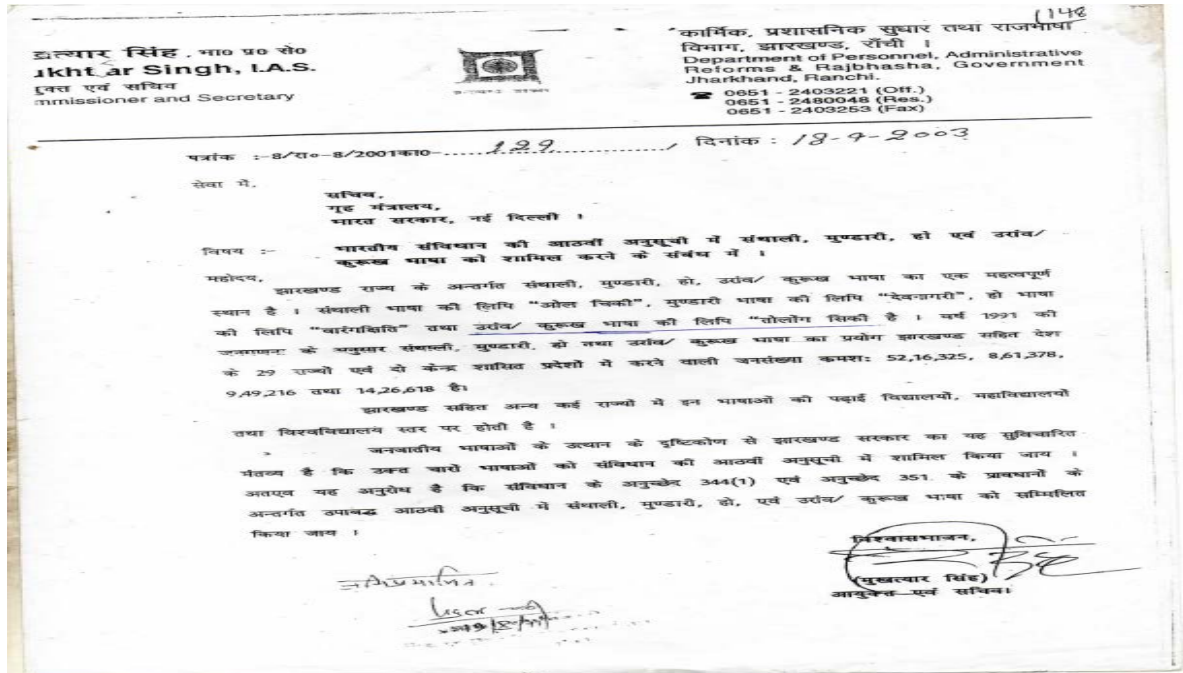 148
ख्त्यार सिंह, भा० प्र० से०
ukhtar Singh, I.A.S.
युक्त एवं सचिव
mmissioner and Secretary
कार्मिक, प्रशासनिक सुधार तथा राजभाषा
विभाग, झारखण्ड, राँची ।
Department of Personnel, Administrative
Reforms & Rajbhasha, Government
Jharkhand, Ranchi.
☎ 0651 - 2403221 (Off.)
0651 - 2480048 (Res.)
0651 - 2403253 (Fax)
पत्रांक :-8/रा०-8/2001का०-....129....../ दिनांक : 18-9-2003
सेवा में,
सचिव,
गृह मंत्रालय,
भारत सरकार, नई दिल्ली ।
विषय :- भारतीय संविधान की आठवीं अनुसूची में संथाली, मुण्डारी, हो एवं उरांव/
कुरूख भाषा को शामिल करने के संबंध में ।
महोदय,
झारखण्ड राज्य के अन्तर्गत संथाली, मुण्डारी, हो, उरांव/ कुरूख भाषा का एक महत्वपूर्ण
स्थान है । संथाली भाषा की लिपि “ओल चिकी”, मुण्डारी भाषा की लिपि “देवनागरी”, हो भाषा
की लिपि “वारंगक्षिति” तथा उरांव/ कुरूख भाषा की लिपि “तोलोंग सिकी है । वर्ष 1991 की
जनगणना के अनुसार संथाली, मुण्डारी, हो तथा उरांव/ कुरूख भाषा का प्रयोग झारखण्ड सहित देश
के 29 राज्यों एवं दो केन्द्र शासित प्रदेशों में करने वाली जनसंख्या कमशः 52,16,325, 8,61,378,
9,49,216 तथा 14,26,618 है।
झारखण्ड सहित अन्य कई राज्यों में इन भाषाओं की पढ़ाई विद्यालयों, महाविद्यालयों
तथा विश्वविद्यालय स्तर पर होती है ।
जनजातीय भाषाओं के उत्थान के दृष्टिकोण से झारखण्ड सरकार का यह सुविचारित
मंतव्य है कि उक्त चारों भाषाओं को संविधान की आठवीं अनुसूची में शामिल किया जाय ।
अतएव यह अनुरोध है कि संविधान के अनुच्छेद 344(1) एवं अनुच्छेद 351 के प्रावधानों के
अन्तर्गत उपाबद्ध आठवीं अनुसूची में संथाली, मुण्डारी, हो, एवं उरांव/ कुरूख भाषा को सम्मिलित
किया जाय ।
विश्वासभाजन,
(मुखत्यार सिंह)
आयुक्त एवं सचिव।